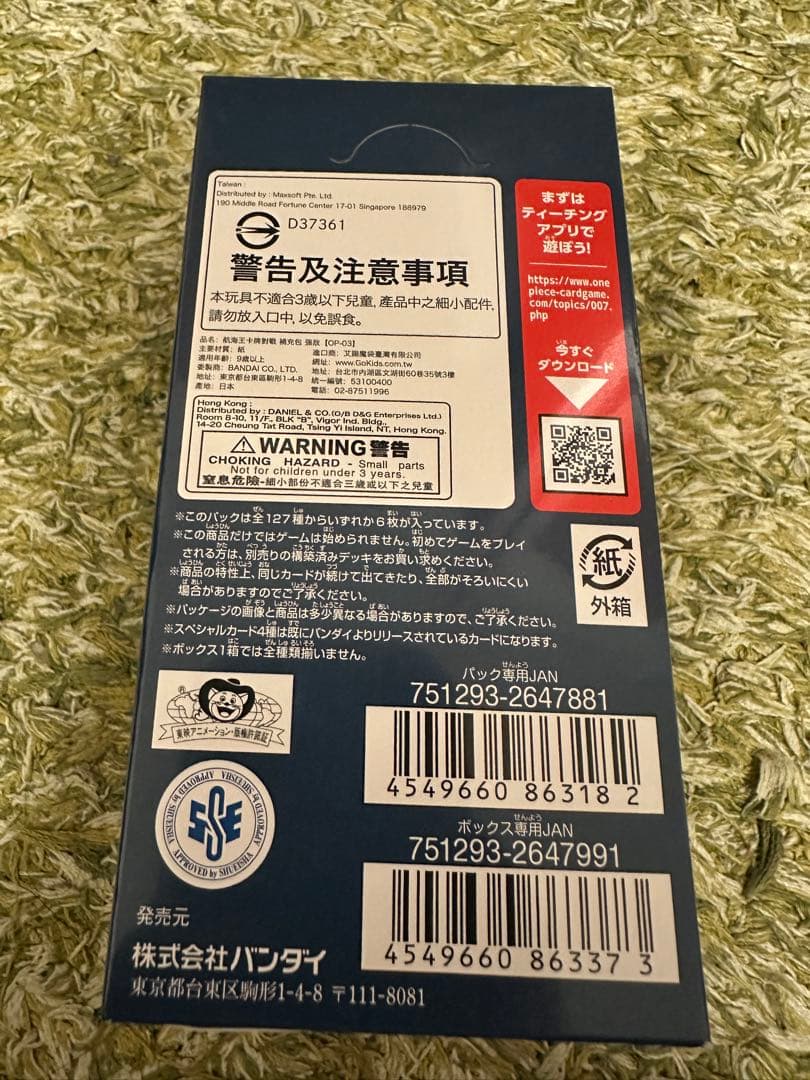 Taiwan :
Distributed by : Maxsoft Pte. Ltd.
190 Middle Road Fortune Center 17-01 Singapore 188979
D37361
警告及注意事項
本玩具不適合3歲以下兒童, 產品中之細小配件,
請勿放入口中, 以免誤食。
品名: 航海王卡牌對戰 補充包 強敵【OP-03】
主要材質: 紙
適用年齡: 9歲以上
委製商: BANDAI CO., LTD.
地址: 東京都台東區駒形1-4-8
產地: 日本
進口商: 艾錫魔袋臺灣有限公司
網址: www.GoKids.com.tw
地址: 台北市內湖區文湖街60巷35號3樓
統一編號: 53100400
電話: 02-87511996
Hong Kong :
Distributed by : DANIEL & CO.(O/B D&G Enterprises Ltd.)
Room 8-10, 11/F., BLK "B", Vigor Ind. Bldg.,
14-20 Cheung Tat Road, Tsing Yi Island, NT, Hong Kong.
WARNING 警告
CHOKING HAZARD - Small parts
Not for children under 3 years.
窒息危險-細小部份不適合三歲或以下之兒童
まずは
ティーチング
アプリで
遊ぼう!
https://www.one
piece-cardgame.
com/topics/007.
php
今すぐ
ダウンロード
紙
外箱
※このパックは全127種からいずれか6枚が入っています。
※この商品だけではゲームは始められません。初めてゲームをプレイ
される方は、別売りの構築済みデッキをお買い求めください。
※商品の特性上、同じカードが続けて出てきたり、全部がそろいにくい
場合がありますのでご了承ください。
※パッケージの画像と商品は多少異なる場合がありますので、ご了承ください。
※スペシャルカード4種は既にバンダイよりリリースされているカードになります。
※ボックス1箱では全種類揃いません。
パック専用JAN
751293-2647881
4549660 86318 2
ボックス専用JAN
751293-2647991
4549660 86337 3
東映アニメーション・版権許諾証
APPROVED by SHUEISHA
SSE
発売元
株式会社バンダイ
東京都台東区駒形1-4-8 〒111-8081